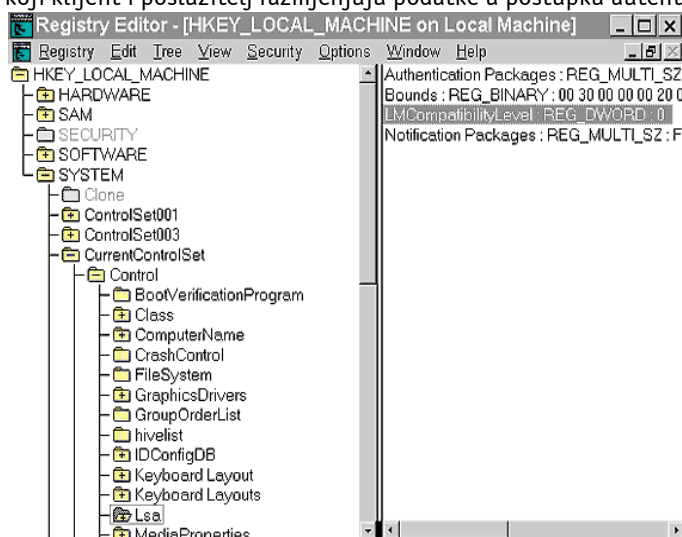 koji klijent i poslužitelj razmjenjuju podatke u postupku
Registry Editor - [HKEY_LOCAL_MACHINE on Local Machine]
Registry Edit Tree View Security Options Window Help
HKEY_LOCAL_MACHINE
HARDWARE
SAM
SECURITY
SOFTWARE
SYSTEM
Clone
ControlSet001
ControlSet003
CurrentControlSet
Control
BootVerificationProgram
Class
ComputerName
CrashControl
FileSystem
GraphicsDrivers
GroupOrderList
hivelist
IDConfigDB
Keyboard Layout
Keyboard Layouts
Lsa
MediaProperties
Authentication Packages : REG_MULTI_SZ
Bounds : REG_BINARY : 00 30 00 00 00 20 0
LMCompatibilityLevel : REG_DWORD : 0
Notification Packages : REG_MULTI_SZ : F